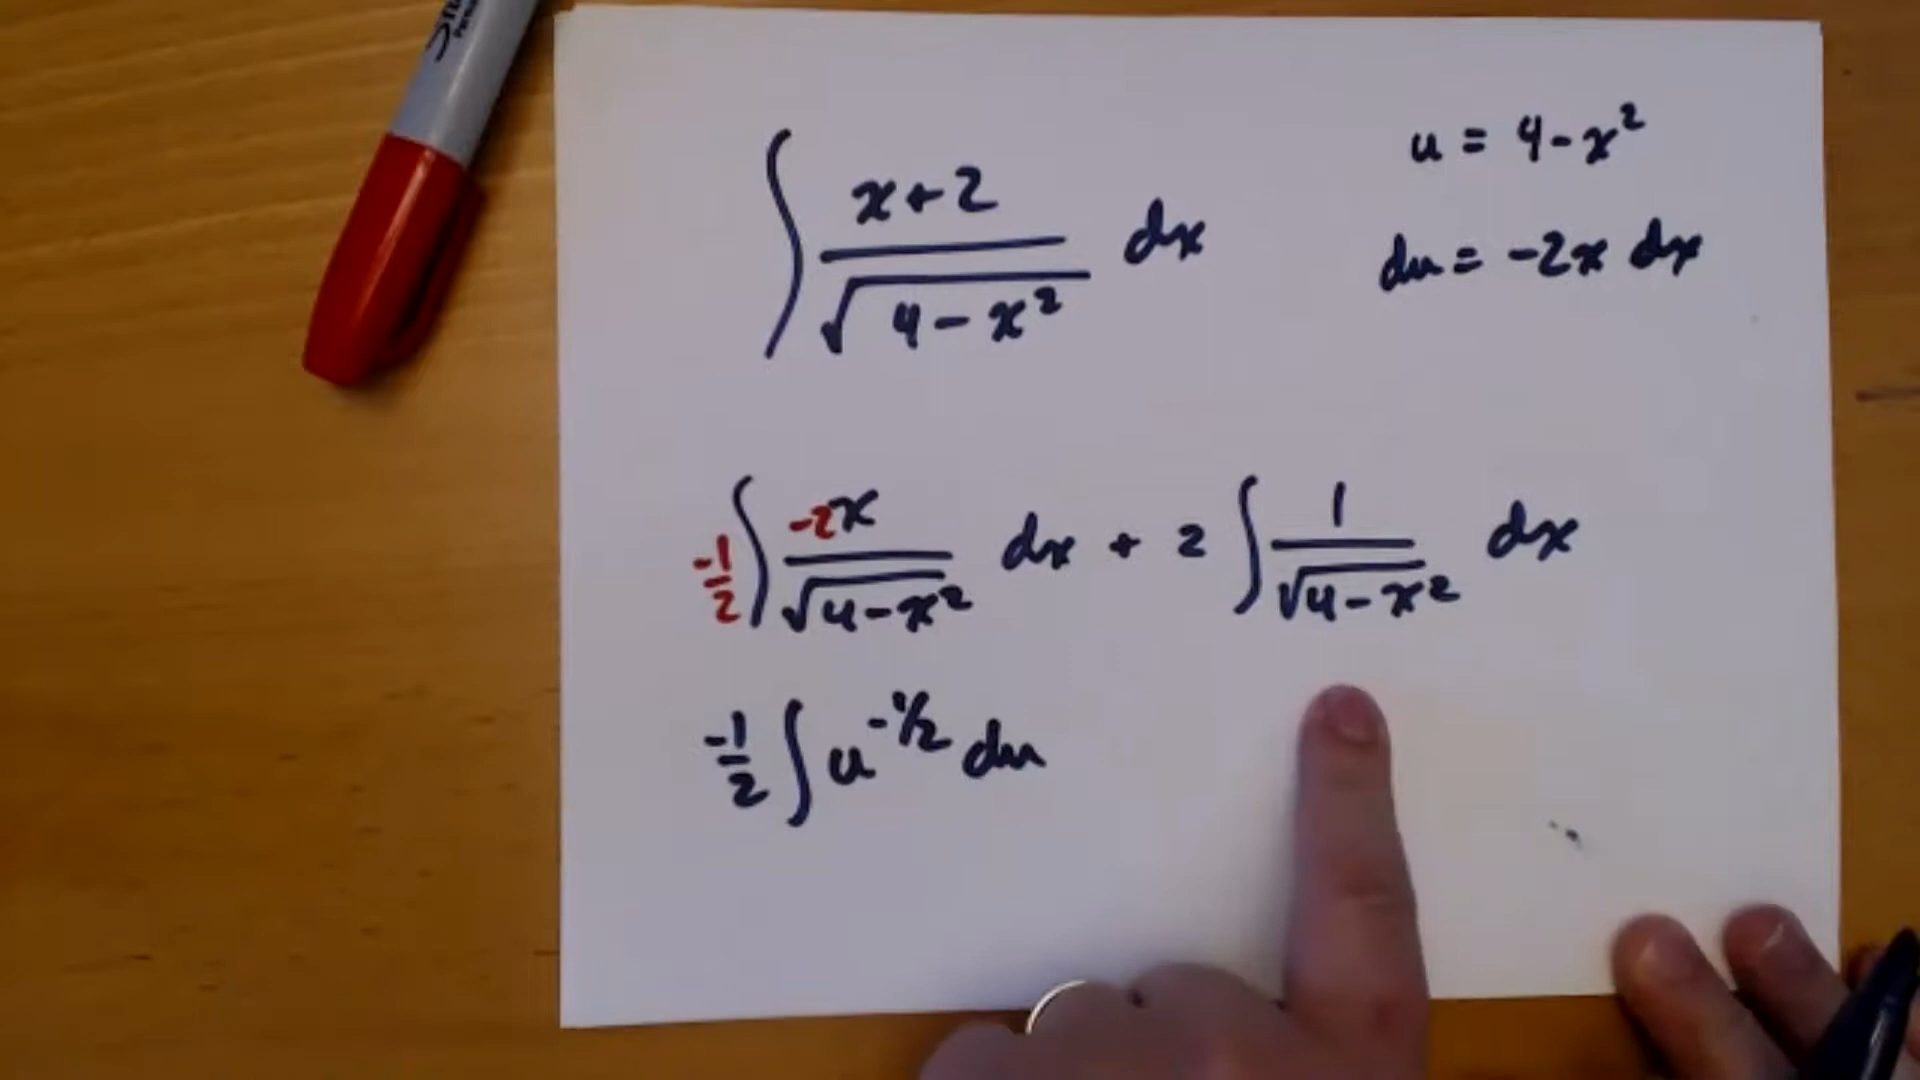 ∫ x+2 / √(4-x²) dx
u = 4-x²
du = -2x dx
-1/2 ∫ -2x / √(4-x²) dx + 2 ∫ 1 / √(4-x²) dx
-1/2 ∫ u^(-1/2) du